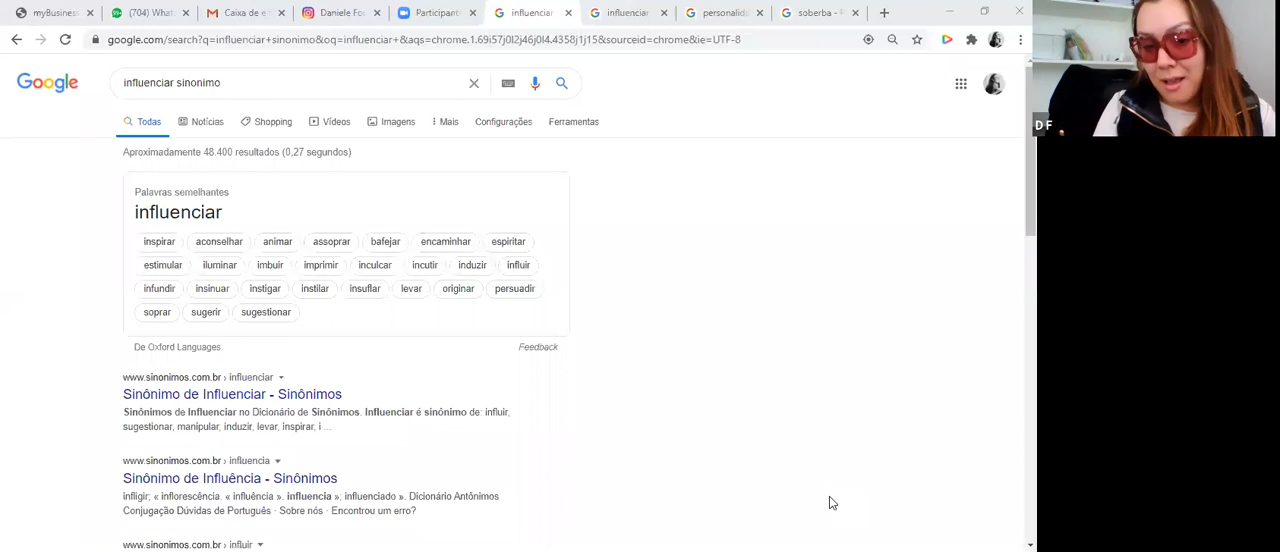 myBusiness
(704) What
Caixa de e
Daniele Fo
Participant
influenciar
influenciar
personalid
soberba - P
google.com/search?q=influenciar+sinonimo&oq=influenciar+&aqs=chrome.1.69i57j0l2j46j0l4.4358j1j15&sourceid=chrome&ie=UTF-8
Google
influenciar sinonimo
Todas Notícias Shopping Vídeos Imagens Mais Configurações Ferramentas
Aproximadamente 48.400 resultados (0,27 segundos)
Palavras semelhantes
influenciar
inspirar aconselhar animar assoprar bafejar encaminhar espiritar
estimular iluminar imbuir imprimir inculcar incutir induzir influir
infundir insinuar instigar instilar insuflar levar originar persuadir
soprar sugerir sugestionar
De Oxford Languages Feedback
www.sinonimos.com.br › influenciar
Sinônimo de Influenciar - Sinônimos
Sinônimos de Influenciar no Dicionário de Sinônimos. Influenciar é sinônimo de: influir,
sugestionar, manipular, induzir, levar, inspirar, i ...
www.sinonimos.com.br › influencia
Sinônimo de Influência - Sinônimos
infligir; « inflorescência. « influência ». influencia »; influenciado ». Dicionário Antônimos
Conjugação Dúvidas de Português · Sobre nós · Encontrou um erro?
www.sinonimos.com.br › influir
D F